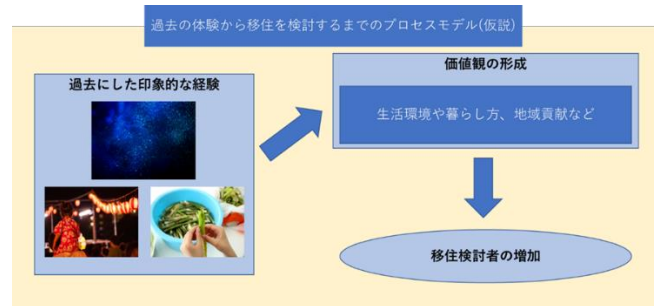 過去の体験から移住を検討するまでのプロセスモデル(仮説)
過去にした印象的な経験
価値観の形成
生活環境や暮らし方、地域貢献など
移住検討者の増加